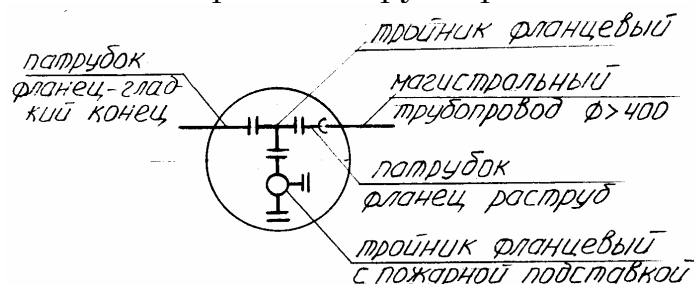 тройник фланцевый
патрубок
фланец-глад-
кий конец
магистральный
трубопровод ф>400
патрубок
фланец раструб
тройник фланцевый
с пожарной подставкой